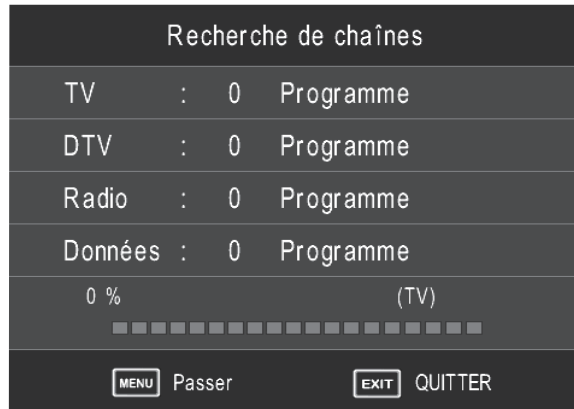 Recherche de chaînes
TV : 0 Programme
DTV : 0 Programme
Radio : 0 Programme
Données : 0 Programme
0 % (TV)
MENU Passer EXIT QUITTER